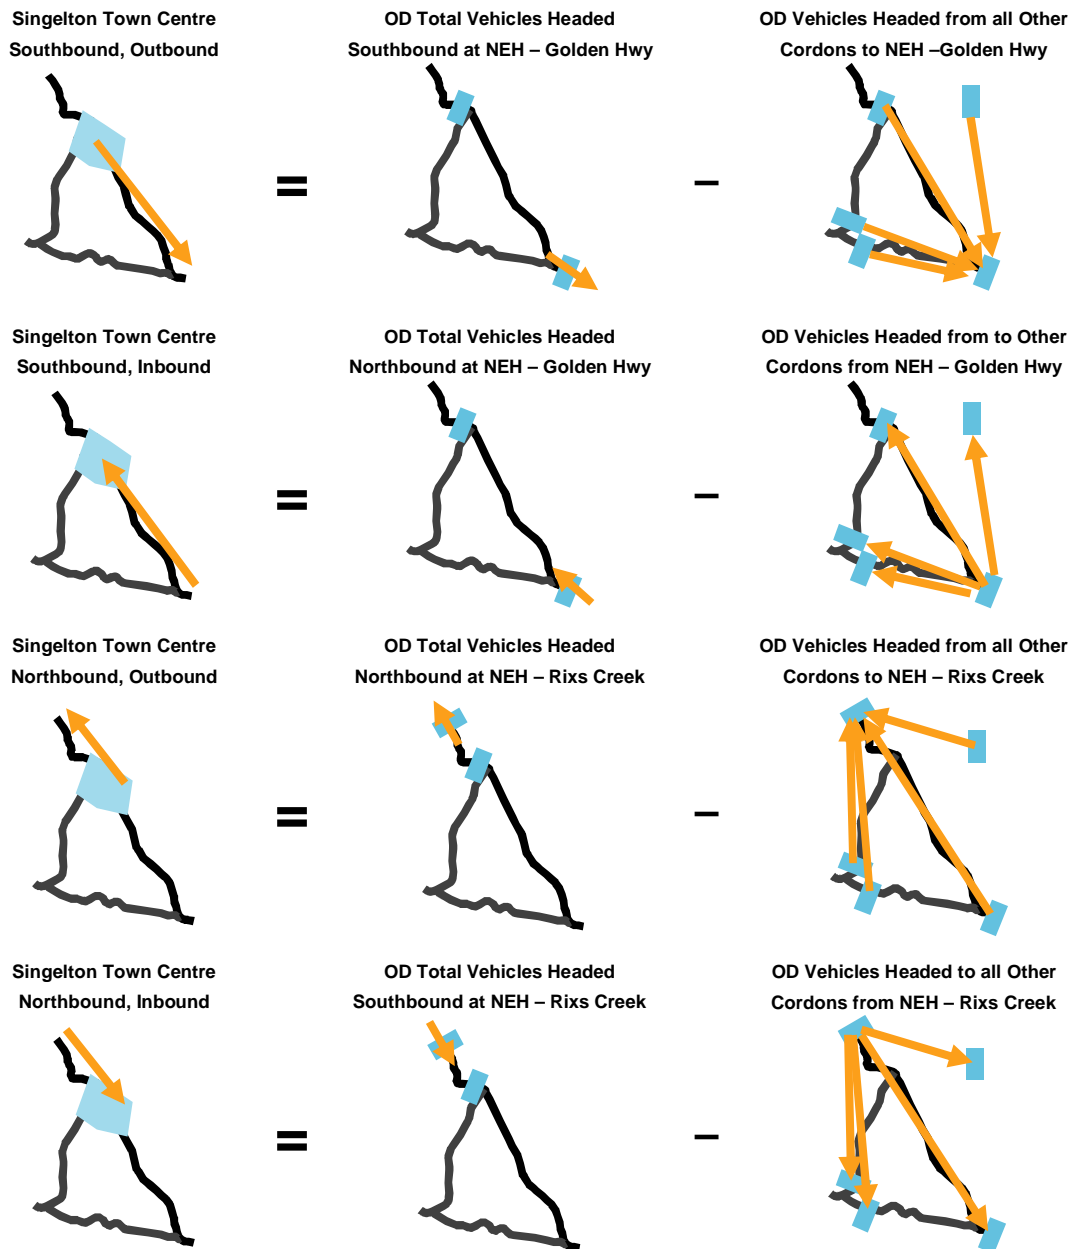 Singelton Town Centre
Southbound, Outbound
OD Total Vehicles Headed
Southbound at NEH – Golden Hwy
OD Vehicles Headed from all Other
Cordons to NEH –Golden Hwy
=
–
Singelton Town Centre
Southbound, Inbound
OD Total Vehicles Headed
Northbound at NEH – Golden Hwy
OD Vehicles Headed from to Other
Cordons from NEH – Golden Hwy
=
–
Singelton Town Centre
Northbound, Outbound
OD Total Vehicles Headed
Northbound at NEH – Rixs Creek
OD Vehicles Headed from all Other
Cordons to NEH – Rixs Creek
=
–
Singelton Town Centre
Northbound, Inbound
OD Total Vehicles Headed
Southbound at NEH – Rixs Creek
OD Vehicles Headed to all Other
Cordons from NEH – Rixs Creek
=
–